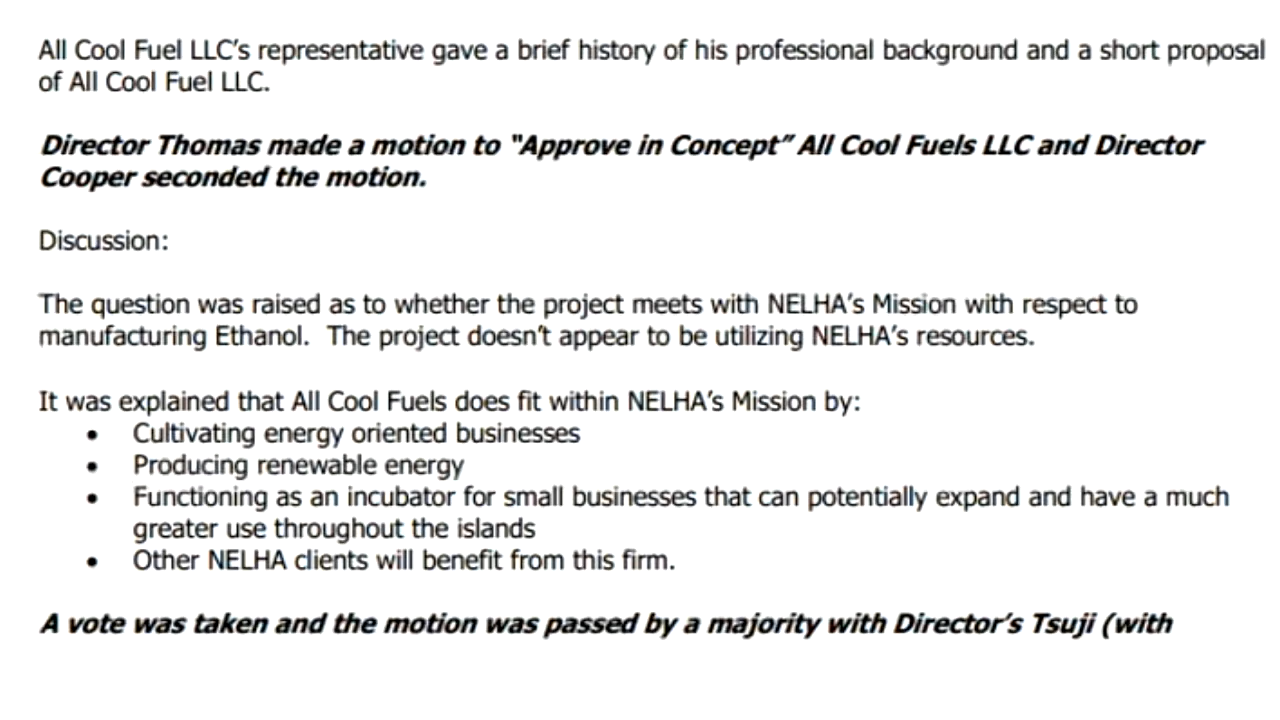 All Cool Fuel LLC's representative gave a brief history of his professional background and a short proposal
of All Cool Fuel LLC.
Director Thomas made a motion to "Approve in Concept" All Cool Fuels LLC and Director
Cooper seconded the motion.
Discussion:
The question was raised as to whether the project meets with NELHA's Mission with respect to
manufacturing Ethanol.  The project doesn't appear to be utilizing NELHA's resources.
It was explained that All Cool Fuels does fit within NELHA's Mission by:
• Cultivating energy oriented businesses
• Producing renewable energy
• Functioning as an incubator for small businesses that can potentially expand and have a much
greater use throughout the islands
• Other NELHA clients will benefit from this firm.
A vote was taken and the motion was passed by a majority with Director's Tsuji (with